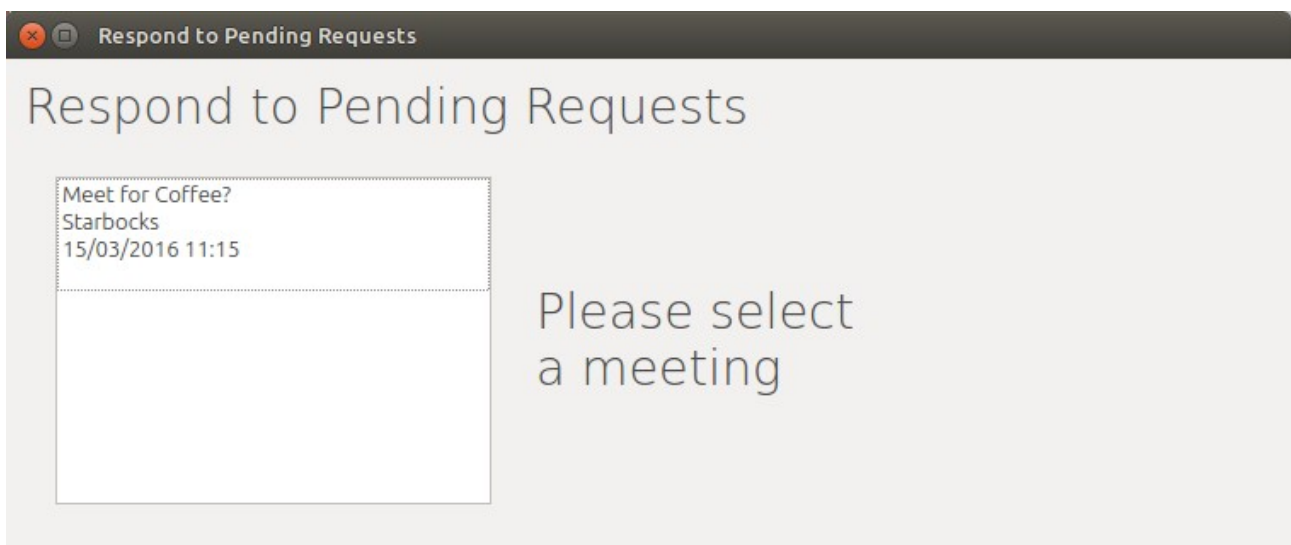 Respond to Pending Requests
Respond to Pending Requests
Meet for Coffee?
Starbocks
15/03/2016 11:15
Please select
a meeting